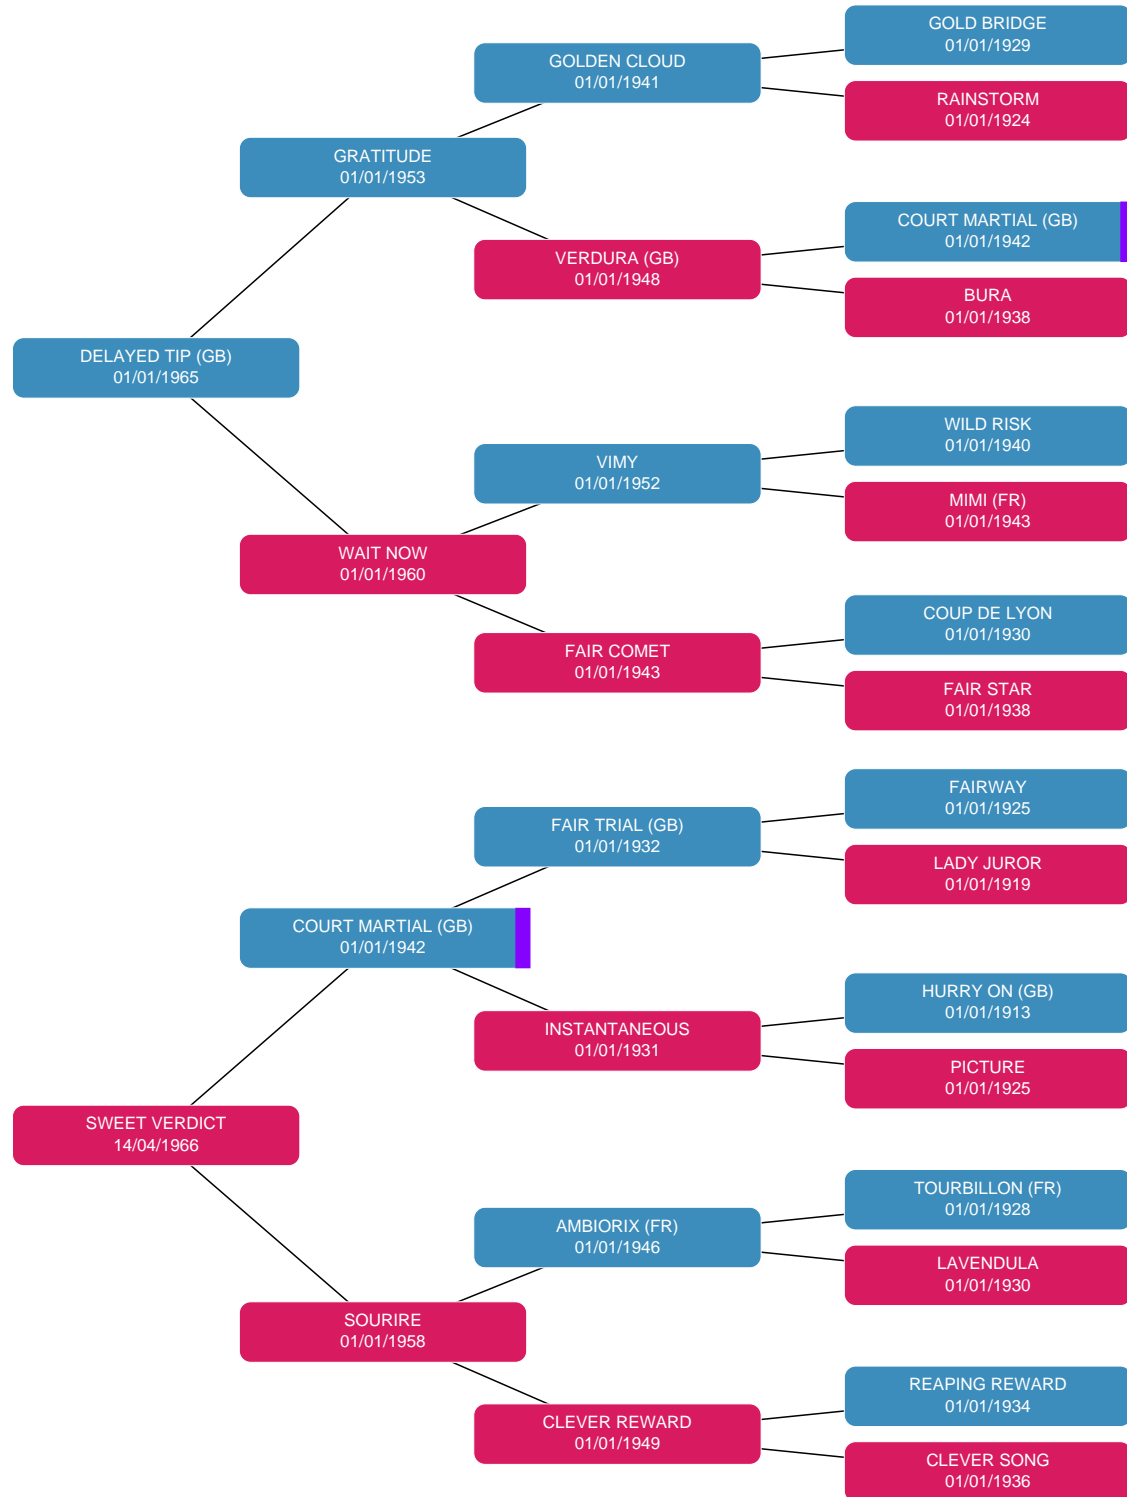 GOLD BRIDGE
01/01/1929
GOLDEN CLOUD
01/01/1941
RAINSTORM
01/01/1924
GRATITUDE
01/01/1953
COURT MARTIAL (GB)
01/01/1942
VERDURA (GB)
01/01/1948
BURA
01/01/1938
DELAYED TIP (GB)
01/01/1965
WILD RISK
01/01/1940
VIMY
01/01/1952
MIMI (FR)
01/01/1943
WAIT NOW
01/01/1960
COUP DE LYON
01/01/1930
FAIR COMET
01/01/1943
FAIR STAR
01/01/1938
FAIRWAY
01/01/1925
FAIR TRIAL (GB)
01/01/1932
LADY JUROR
01/01/1919
COURT MARTIAL (GB)
01/01/1942
HURRY ON (GB)
01/01/1913
INSTANTANEOUS
01/01/1931
PICTURE
01/01/1925
SWEET VERDICT
14/04/1966
TOURBILLON (FR)
01/01/1928
AMBIORIX (FR)
01/01/1946
LAVENDULA
01/01/1930
SOURIRE
01/01/1958
REAPING REWARD
01/01/1934
CLEVER REWARD
01/01/1949
CLEVER SONG
01/01/1936